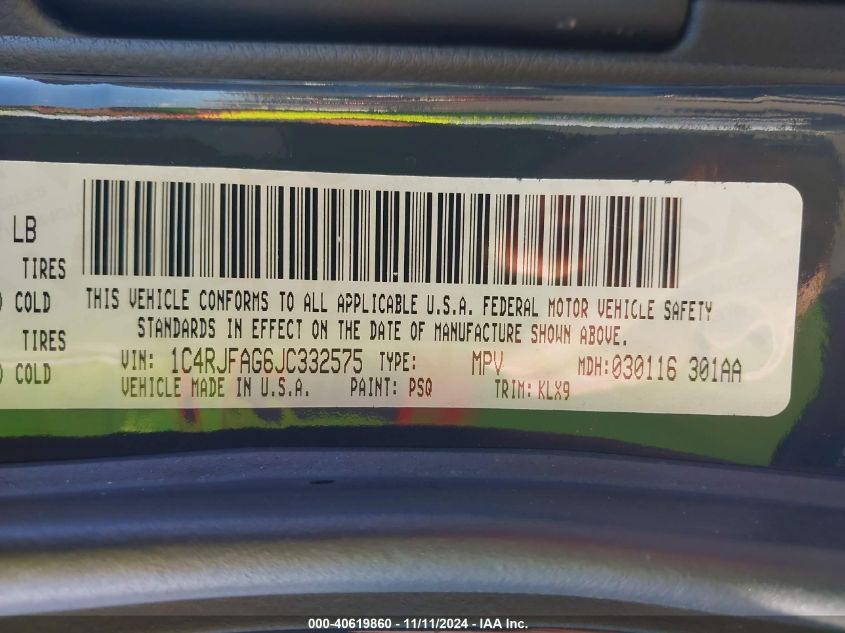 LB
TIRES
COLD
TIRES
COLD
THIS VEHICLE CONFORMS TO ALL APPLICABLE U.S.A. FEDERAL MOTOR VEHICLE SAFETY
STANDARDS IN EFFECT ON THE DATE OF MANUFACTURE SHOWN ABOVE.
VIN: 1C4RJFAG6JC332575 TYPE: MPV MDH:030116 301AA
VEHICLE MADE IN U.S.A. PAINT: PSQ TRIM: KLX9
000-40619860 - 11/11/2024 - IAA Inc.